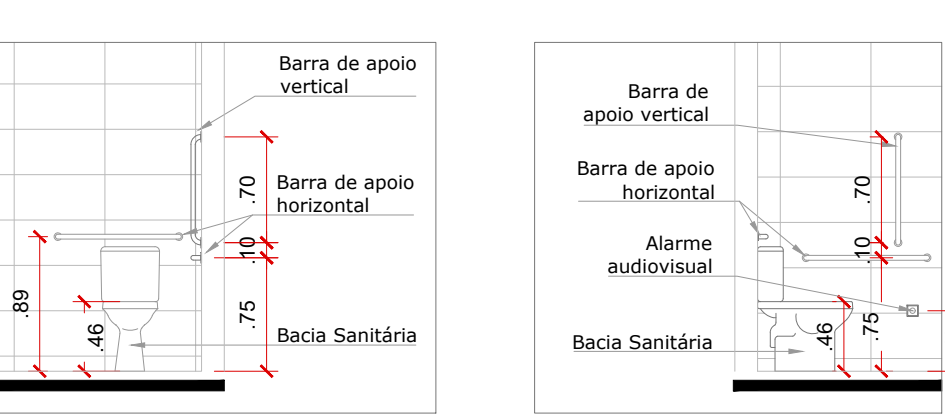 Barra de apoio
vertical
.70
Barra de apoio
horizontal
.10
.89
.46
.75
Bacia Sanitária
Barra de
apoio vertical
Barra de apoio
horizontal
.70
.10
Alarme
audiovisual
.46
.75
Bacia Sanitária